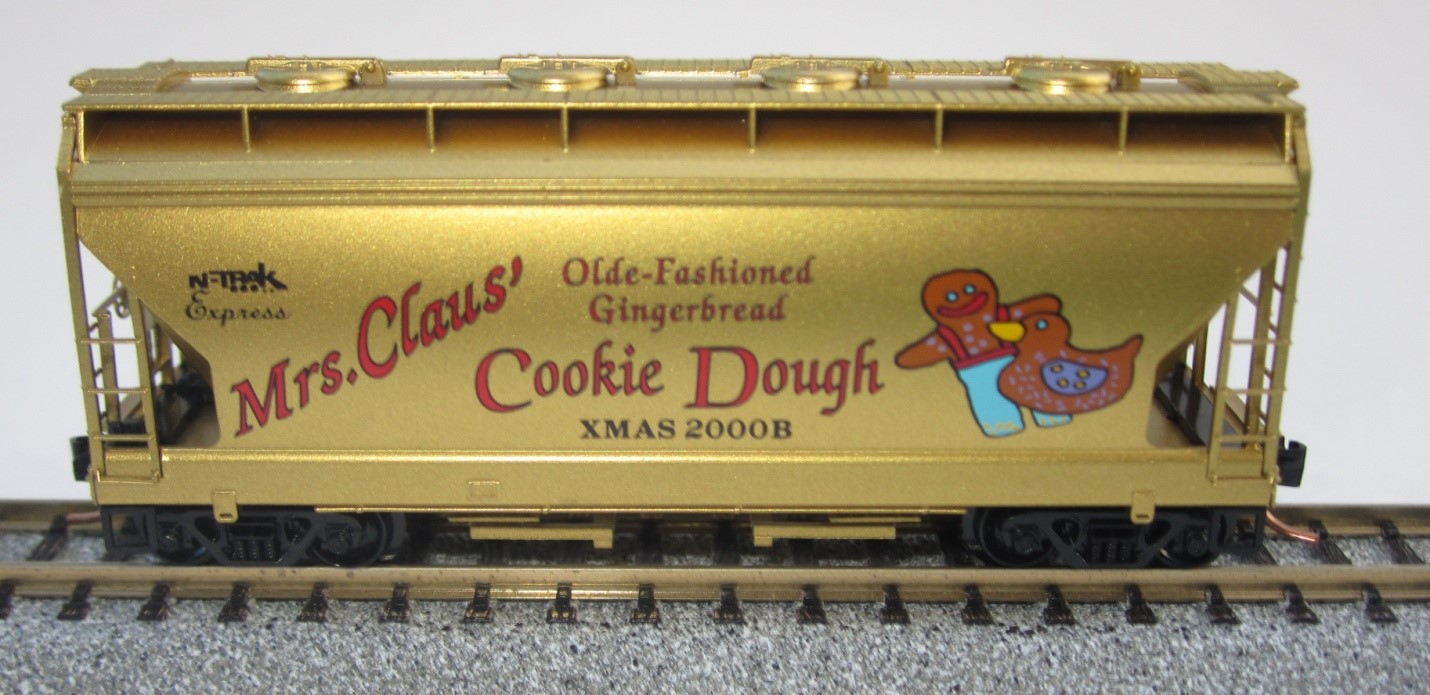 N-TRAK
Express
Mrs. Claus'
Olde-Fashioned
Gingerbread
Cookie Dough
XMAS 2000B